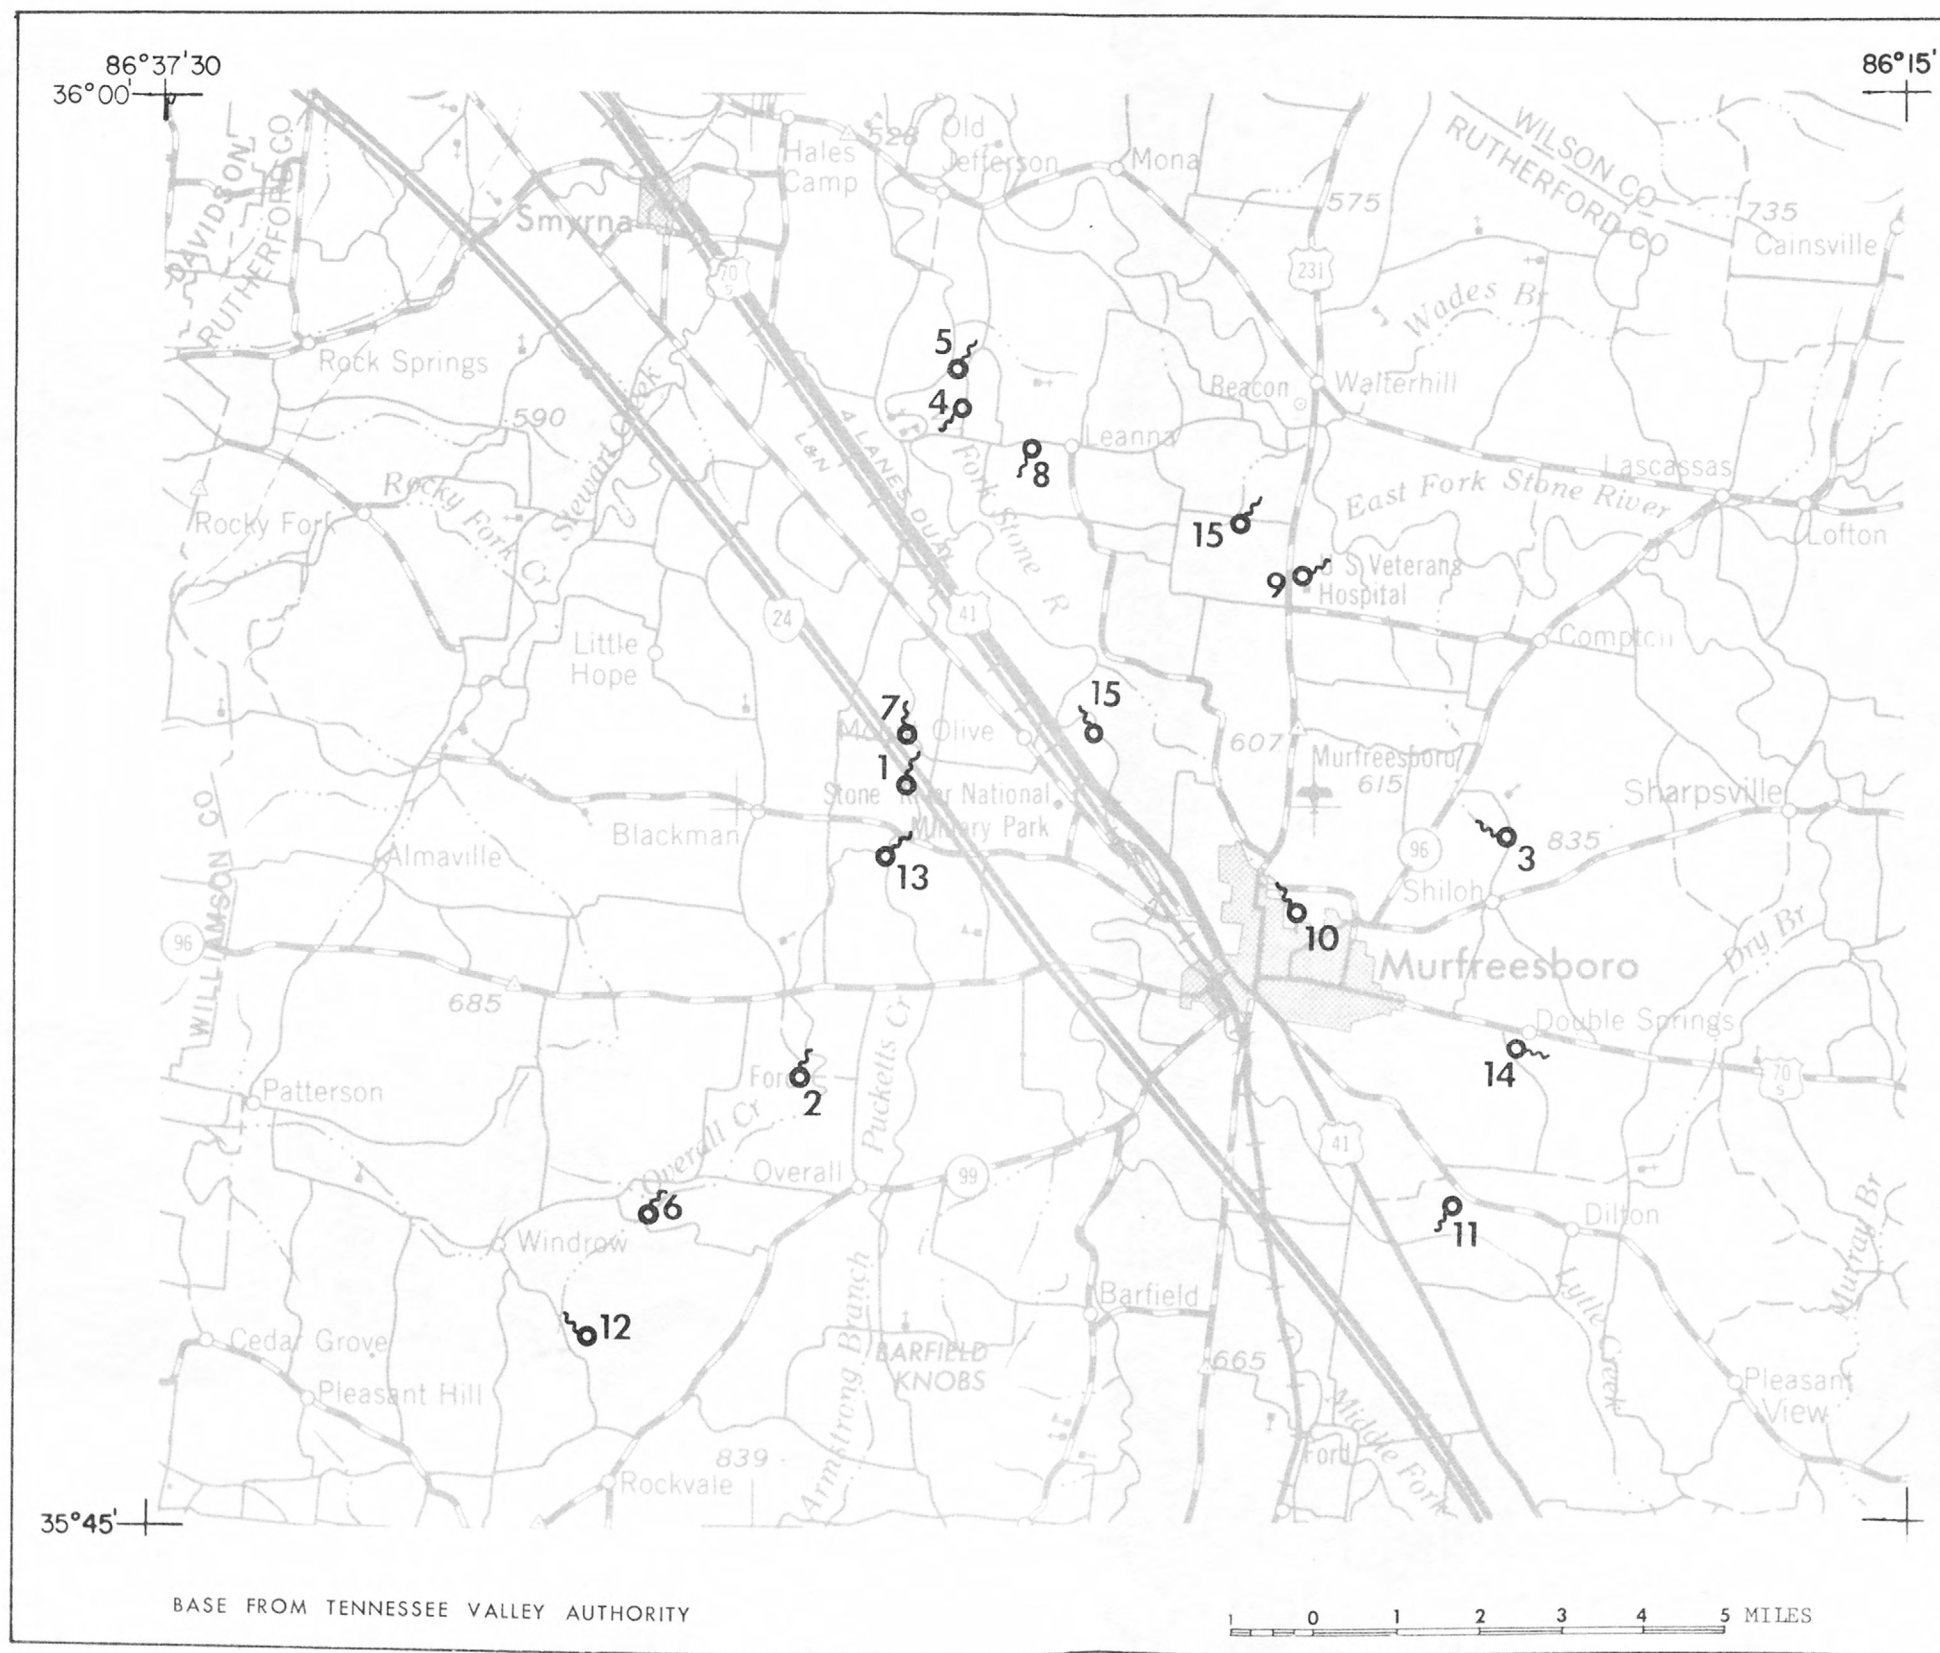 86°37'30
86°15'
36°00'
528
Old
Jefferson
Hales
Camp
Mona
WILSON CO
RUTHERFORD CO
DAVIDSON
RUTHERFORD CO
Smyrna
575
735
Cainsville
70
S
231
Wades Br
Rock Springs
5
4
Beacon
Walterhill
590
Stewart Creek
4 LANES DUAL
L&N
Leanna
8
Lascassas
Rocky Fork Cr
Rocky Fork
Fork Stone R
East Fork Stone River
15
Lofton
9
U S Veterans
Hospital
24
41
Compton
Little
Hope
7
15
Olive
607
Murfreesboro
615
1
Stone River National
Military Park
Sharpsville
WILLIAMSON CO
Blackman
Almaville
13
96
835
3
Shiloh
10
96
Murfreesboro
Dry Br
685
Pucketts Cr
Double Springs
14
70
S
Ford
2
Patterson
Overall Cr
41
Overall
99
6
Windrow
11
Dilton
Murray Br
12
Barfield
Lytle Creek
Cedar Grove
Armstrong Branch
BARFIELD
KNOBS
665
Pleasant Hill
Pleasant
View
Middle Fork
839
Rockvale
Ford
35°45'
BASE FROM TENNESSEE VALLEY AUTHORITY
1 0 1 2 3 4 5 MILES